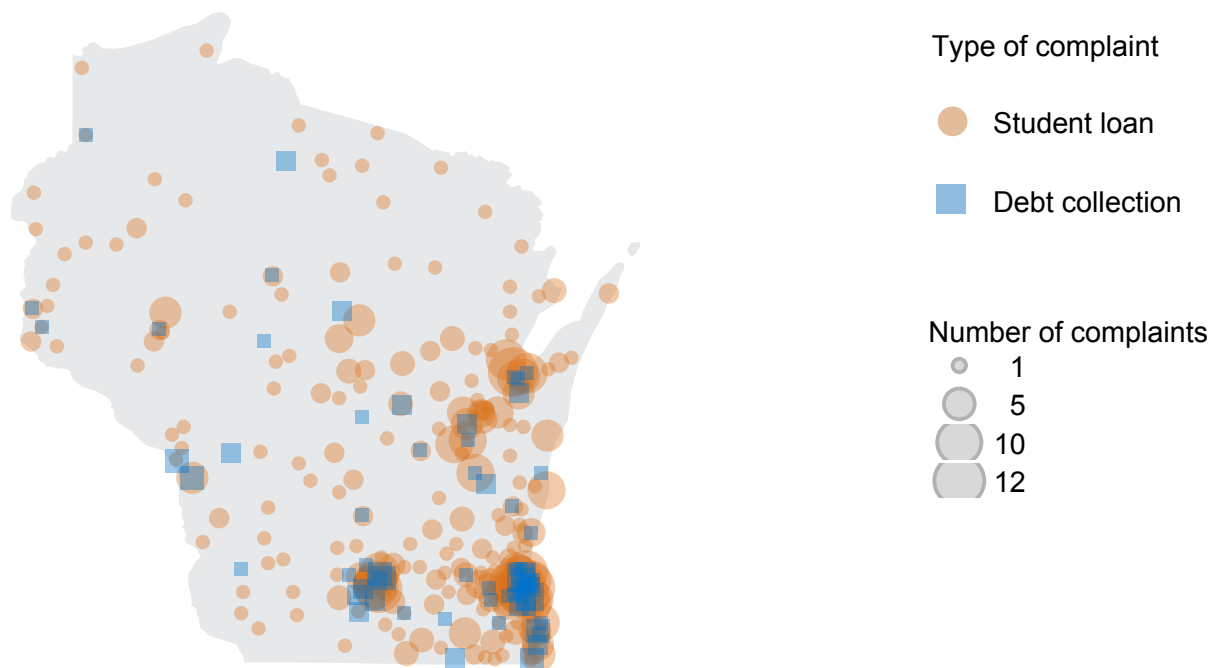 Type of complaint
Student loan
Debt collection
Number of complaints
1
5
10
12